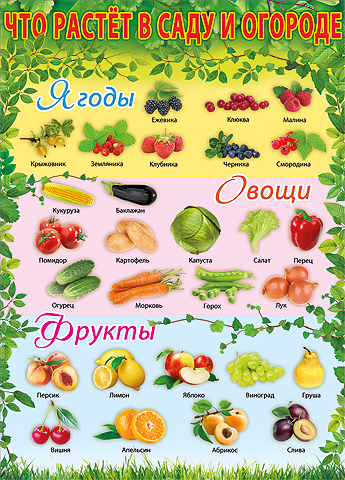 ЧТО РАСТЁТ В САДУ И ОГОРОДЕ
Ягоды
Ежевика Клюква Малина
Крыжовник Земляника Клубника Черника Смородина
Овощи
Кукуруза Баклажан
Помидор Картофель Капуста Салат Перец
Огурец Морковь Горох Лук
Фрукты
Персик Лимон Яблоко Виноград Груша
Вишня Апельсин Абрикос Слива